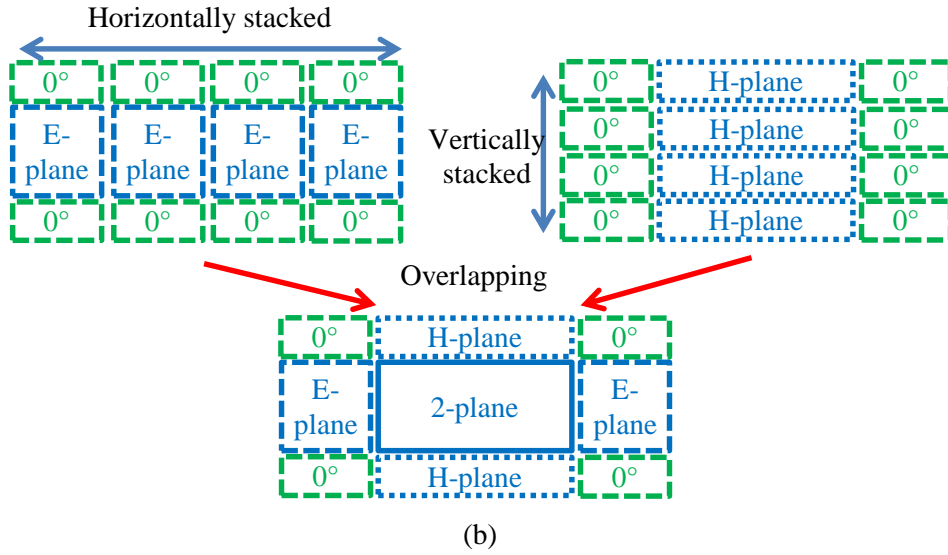 Horizontally stacked
0° 0° 0° 0°
E-plane E-plane E-plane E-plane
0° 0° 0° 0°
Vertically stacked
0° H-plane 0°
0° H-plane 0°
0° H-plane 0°
0° H-plane 0°
Overlapping
0° H-plane 0°
E-plane 2-plane E-plane
0° H-plane 0°
(b)